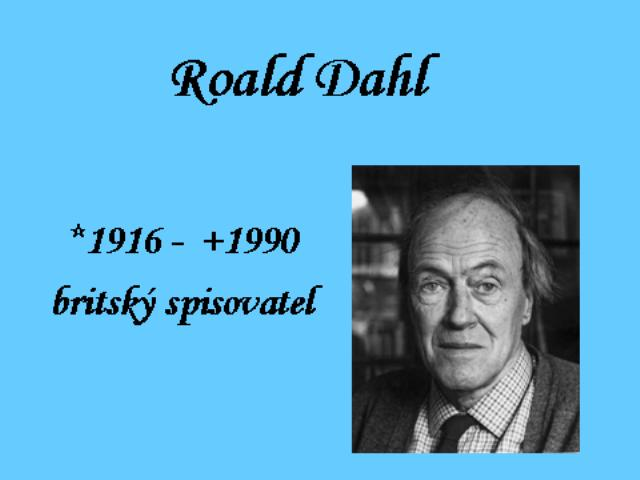 Roald Dahl
*1916 - +1990
britský spisovatel